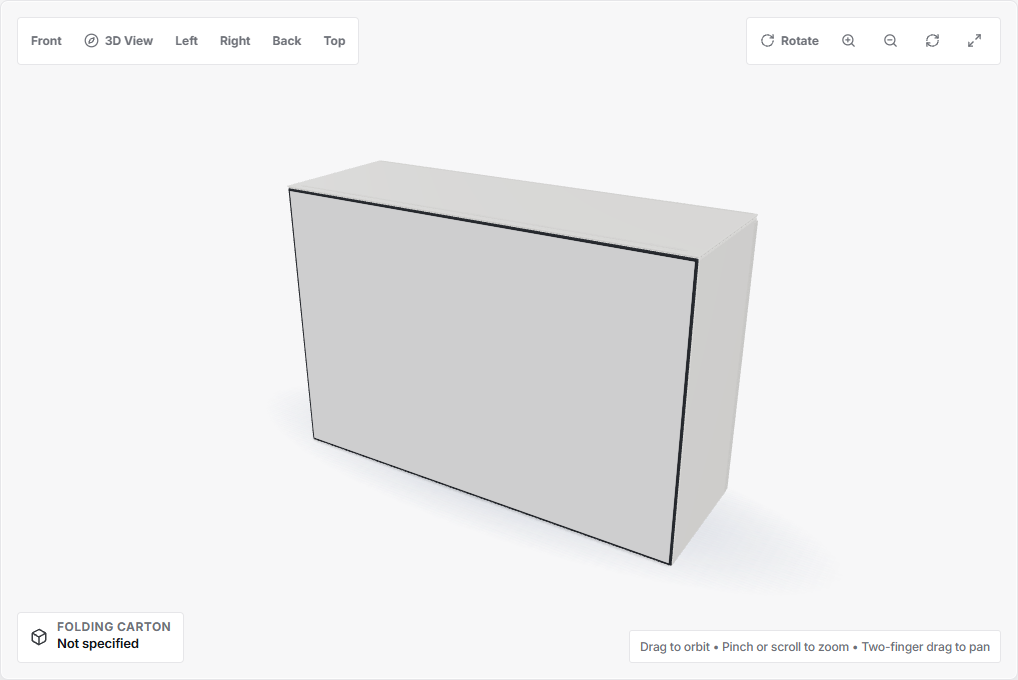 Front 3D View Left Right Back Top
Rotate
FOLDING CARTON
Not specified
Drag to orbit • Pinch or scroll to zoom • Two-finger drag to pan